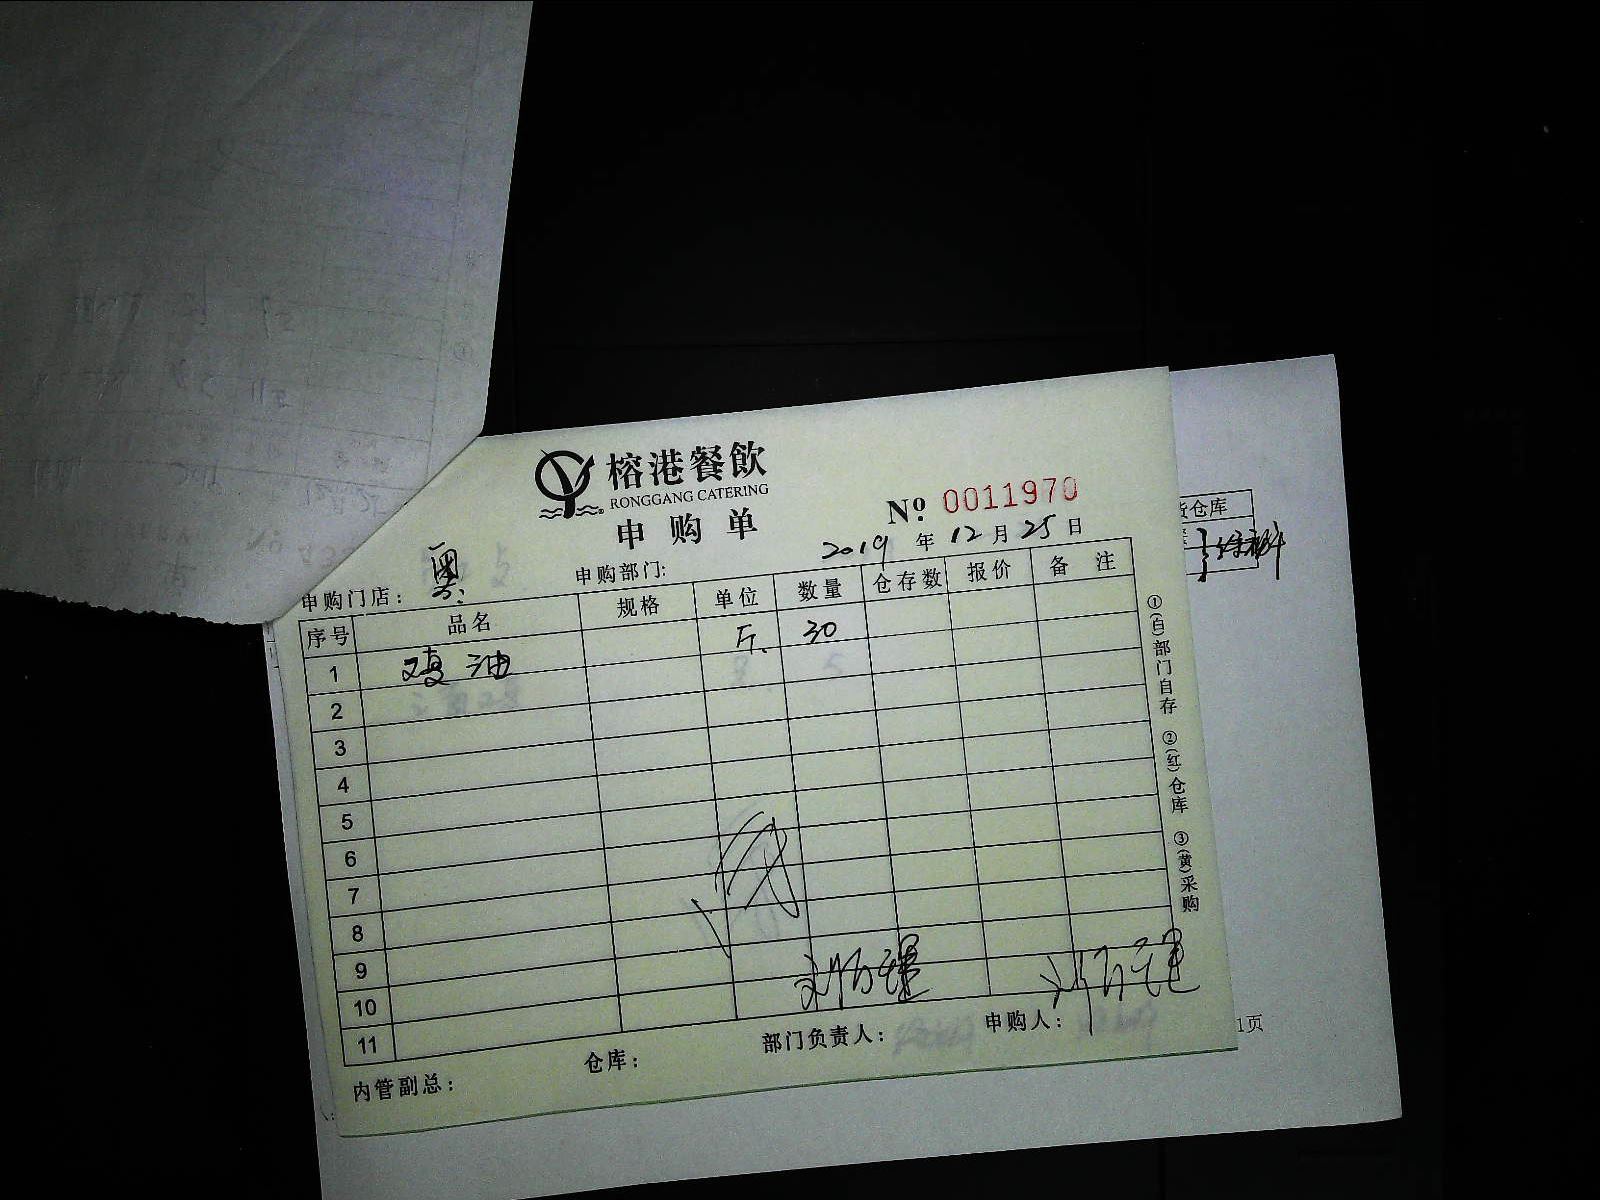 榕港餐飲
RONGGANG CATERING
申购单
№ 0011970
2019 年 12 月 25 日
申购门店： 申购部门：
序号 品名 规格 单位 数量 仓存数 报价 备注
1 鸡油 斤 30
2
3
4
5
6
7
8
9
10
11
内管副总： 仓库： 部门负责人： 申购人：
①(白)部门自存 ②(红)仓库 ③(黄)采购
货仓库
1页